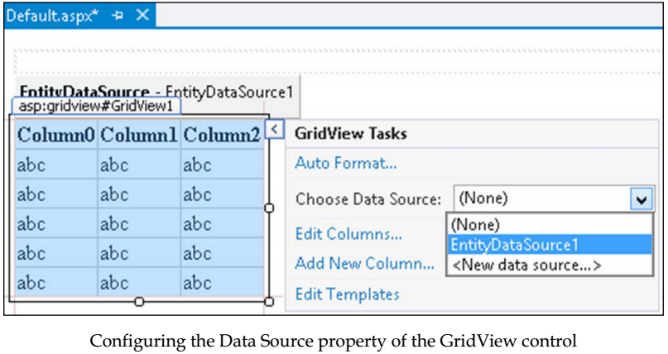 Default.aspx*
EntityDataSource - EntityDataSource1
asp:gridview#GridView1
Column0 Column1 Column2
abc abc abc
abc abc abc
abc abc abc
abc abc abc
abc abc abc
GridView Tasks
Auto Format...
Choose Data Source: (None)
(None)
EntityDataSource1
<New data source...>
Edit Columns...
Add New Column...
Edit Templates
Configuring the Data Source property of the GridView control